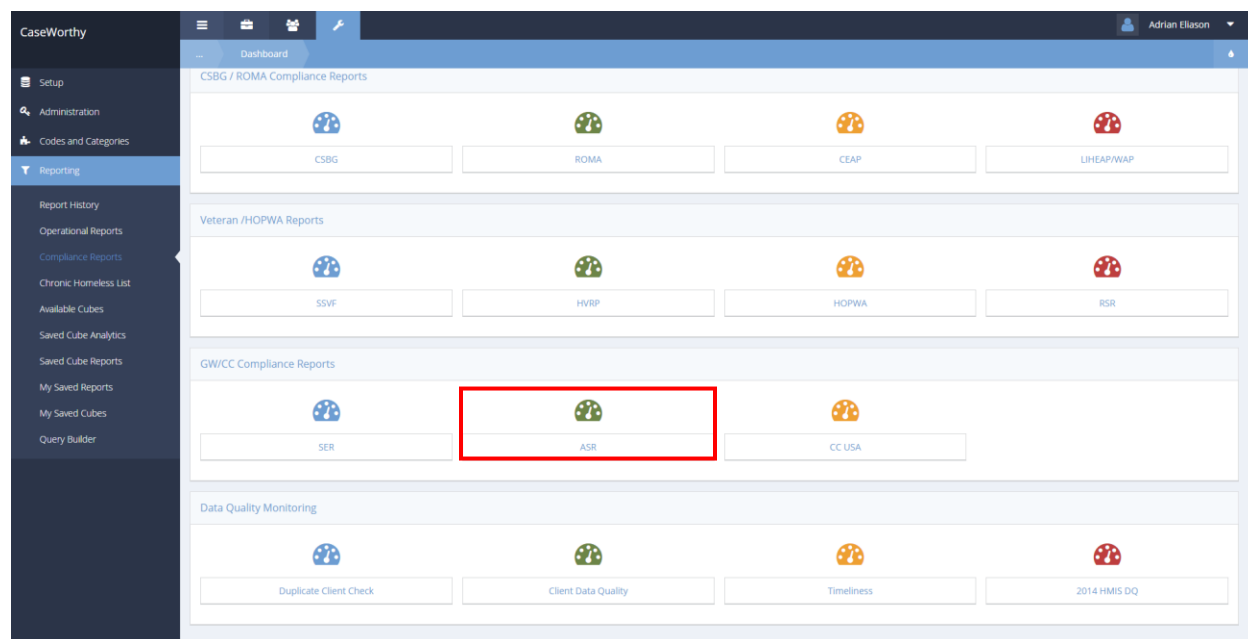 CaseWorthy
Adrian Eliason
... Dashboard
Setup
Administration
Codes and Categories
Reporting
Report History
Operational Reports
Compliance Reports
Chronic Homeless List
Available Cubes
Saved Cube Analytics
Saved Cube Reports
My Saved Reports
My Saved Cubes
Query Builder
CSBG / ROMA Compliance Reports
CSBG ROMA CEAP LIHEAP/WAP
Veteran /HOPWA Reports
SSVF HVRP HOPWA RSR
GW/CC Compliance Reports
SER ASR CC USA
Data Quality Monitoring
Duplicate Client Check Client Data Quality Timeliness 2014 HMIS DQ